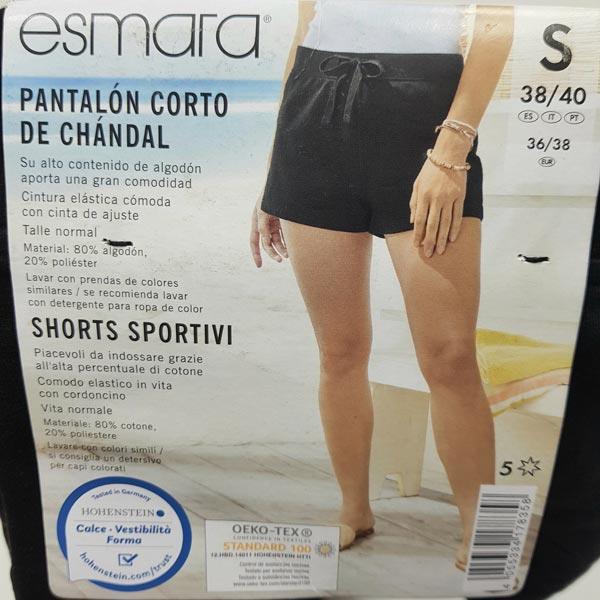 esmara®
PANTALÓN CORTO
DE CHÁNDAL
Su alto contenido de algodón
aporta una gran comodidad
Cintura elástica cómoda
con cinta de ajuste
Talle normal
Material: 80% algodón,
20% poliéster
Lavar con prendas de colores
similares / se recomienda lavar
con detergente para ropa de color
SHORTS SPORTIVI
Piacevoli da indossare grazie
all'alta percentuale di cotone
Comodo elastico in vita
con cordoncino
Vita normale
Materiale: 80% cotone,
20% poliestere
Lavare con colori simili /
si consiglia un detersivo
per capi colorati
Tested in Germany
HOHENSTEIN
Calce - Vestibilità
Forma
hohenstein.com/trust
OEKO-TEX®
CONFIDENCE IN TEXTILES
STANDARD 100
12.HBD.14011 HOHENSTEIN HTTI
S
38/40
ES IT PT
36/38
EUR
5